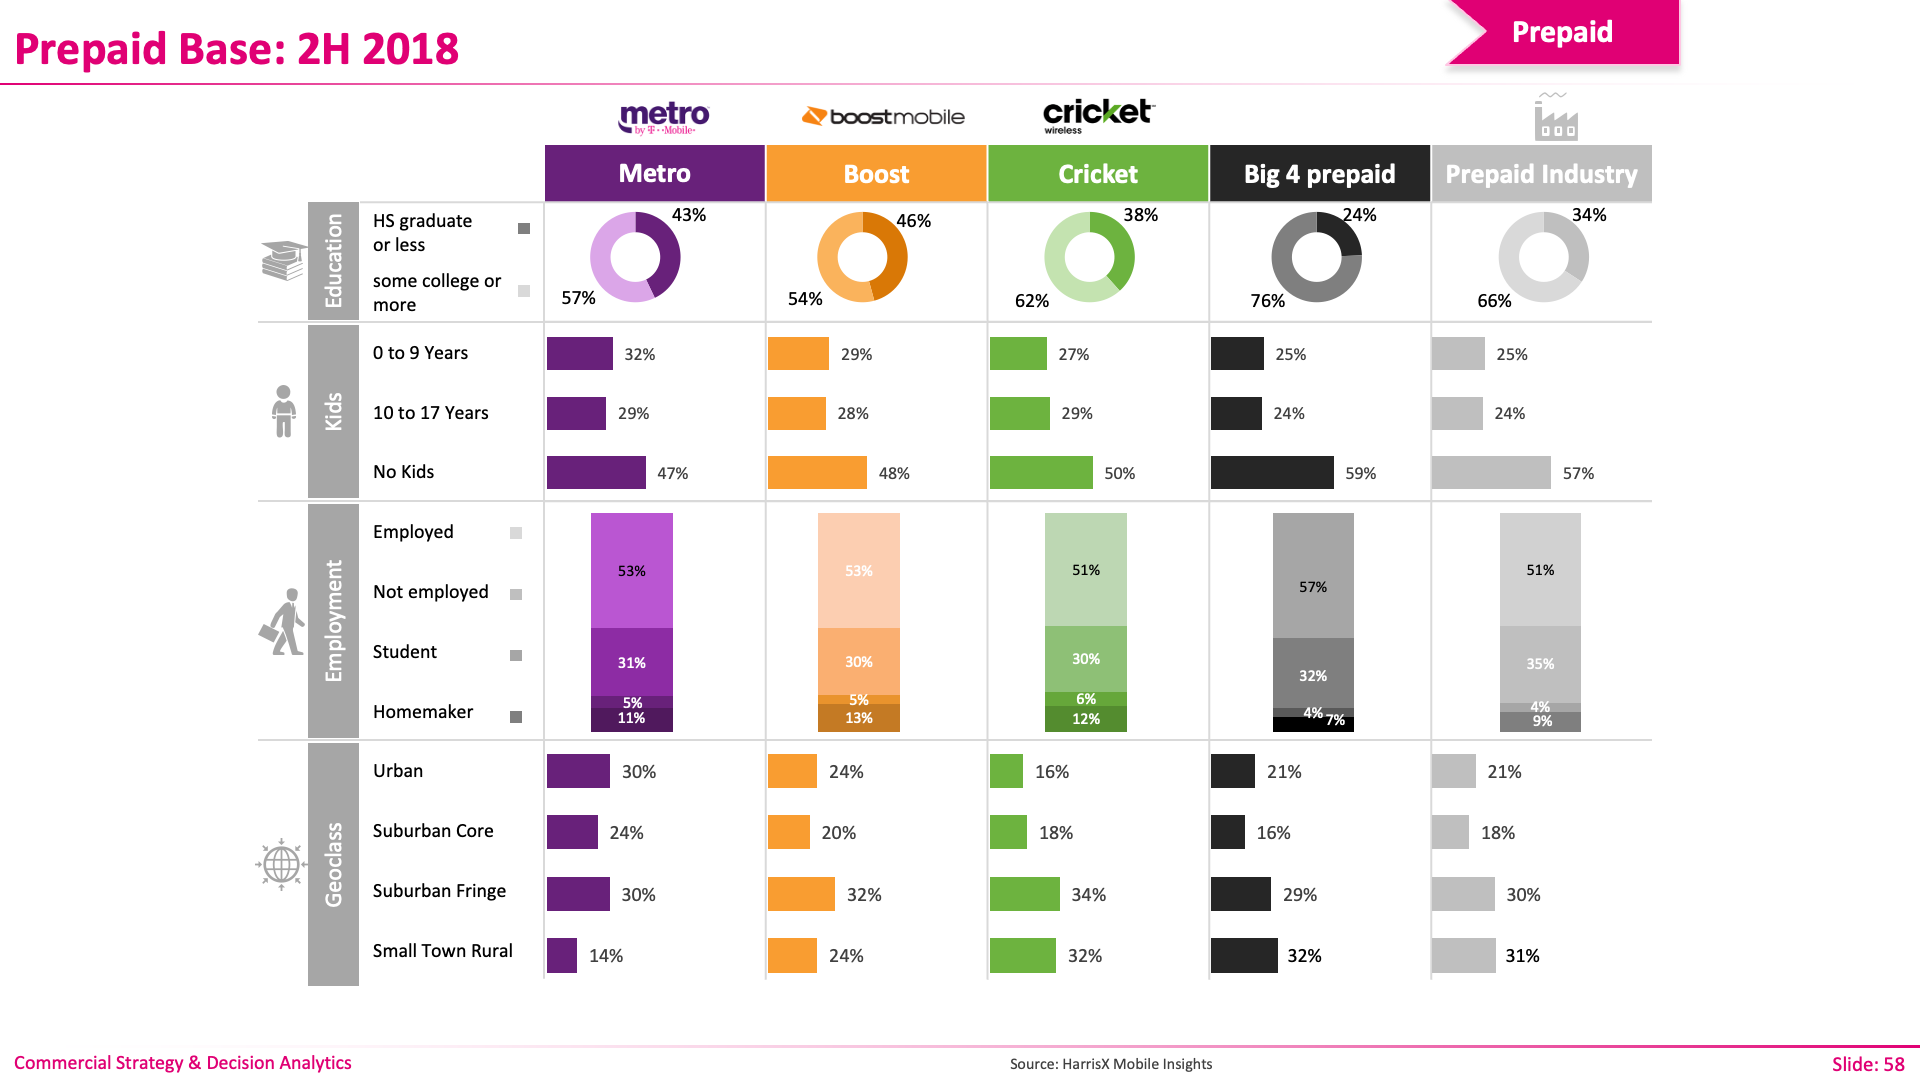 Prepaid Base: 2H 2018
Prepaid
metro
by T··Mobile·
boostmobile
cricket
wireless
Metro
Boost
Cricket
Big 4 prepaid
Prepaid Industry
Education
HS graduate
or less
some college or
more
43%
57%
46%
54%
38%
62%
24%
76%
34%
66%
Kids
0 to 9 Years
32%
29%
27%
25%
25%
10 to 17 Years
29%
28%
29%
24%
24%
No Kids
47%
48%
50%
59%
57%
Employment
Employed
53%
53%
51%
57%
51%
Not employed
31%
30%
30%
32%
35%
Student
5%
5%
6%
4%
4%
Homemaker
11%
13%
12%
7%
9%
Geoclass
Urban
30%
24%
16%
21%
21%
Suburban Core
24%
20%
18%
16%
18%
Suburban Fringe
30%
32%
34%
29%
30%
Small Town Rural
14%
24%
32%
32%
31%
Commercial Strategy & Decision Analytics
Source: HarrisX Mobile Insights
Slide: 58